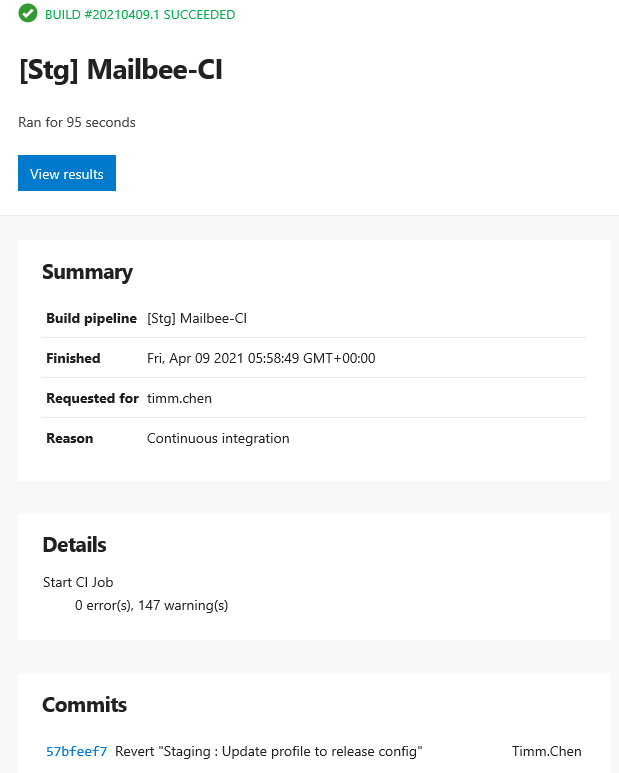 BUILD #20210409.1 SUCCEEDED
[Stg] Mailbee-CI
Ran for 95 seconds
View results
Summary
Build pipeline [Stg] Mailbee-CI
Finished Fri, Apr 09 2021 05:58:49 GMT+00:00
Requested for timm.chen
Reason Continuous integration
Details
Start CI Job
0 error(s), 147 warning(s)
Commits
57bfeef7 Revert "Staging : Update profile to release config" Timm.Chen